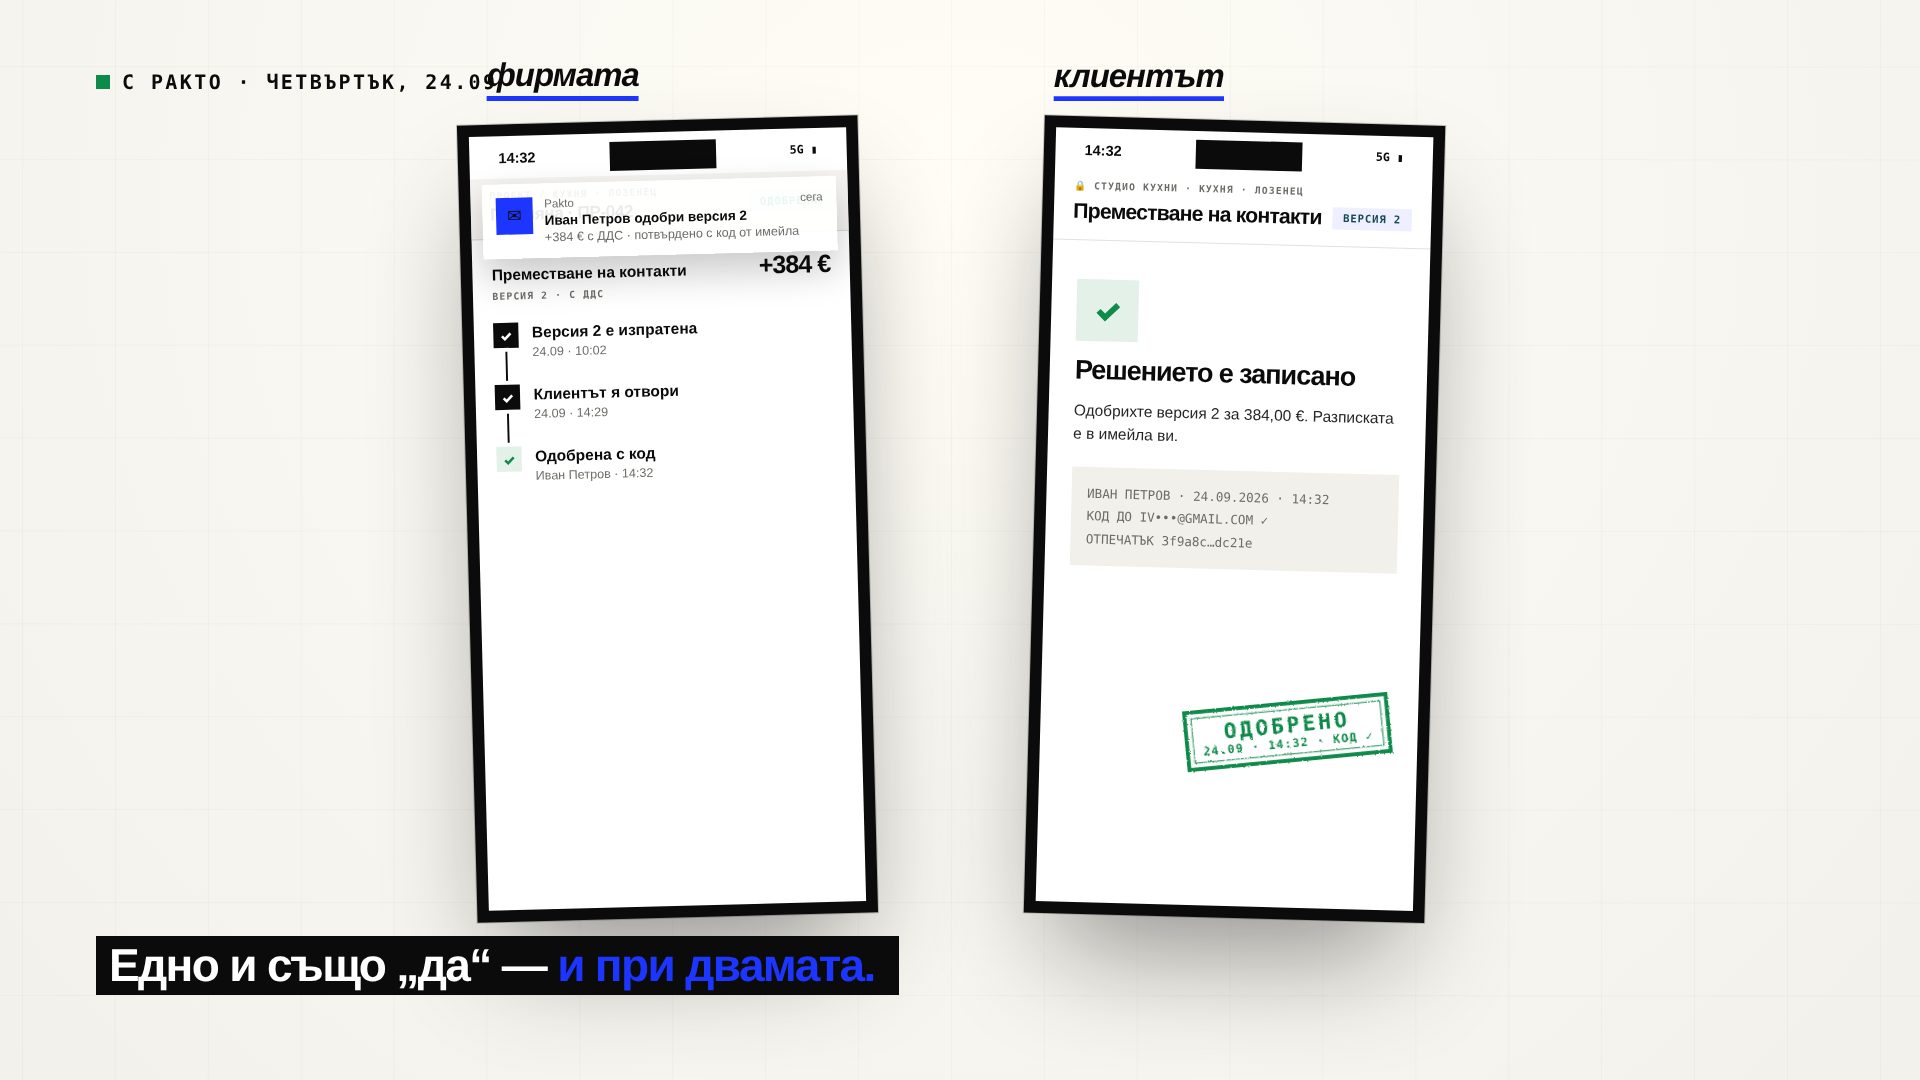 С РАКТО · ЧЕТВЪРТЪК, 24.09
фирмата
клиентът
14:32
5G
Pakto
сега
Иван Петров одобри версия 2
+384 € с ДДС · потвърдено с код от имейла
Преместване на контакти
+384 €
ВЕРСИЯ 2 · С ДДС
Версия 2 е изпратена
24.09 · 10:02
Клиентът я отвори
24.09 · 14:29
Одобрена с код
Иван Петров · 14:32
14:32
5G
СТУДИО КУХНИ · КУХНЯ · ЛОЗЕНЕЦ
Преместване на контакти
ВЕРСИЯ 2
Решението е записано
Одобрихте версия 2 за 384,00 €. Разписката
е в имейла ви.
ИВАН ПЕТРОВ · 24.09.2026 · 14:32
КОД ДО IV•••@GMAIL.COM ✓
ОТПЕЧАТЪК 3f9a8c…dc21e
ОДОБРЕНО
24.09 · 14:32 · КОД ✓
Едно и също „да“ — и при двамата.